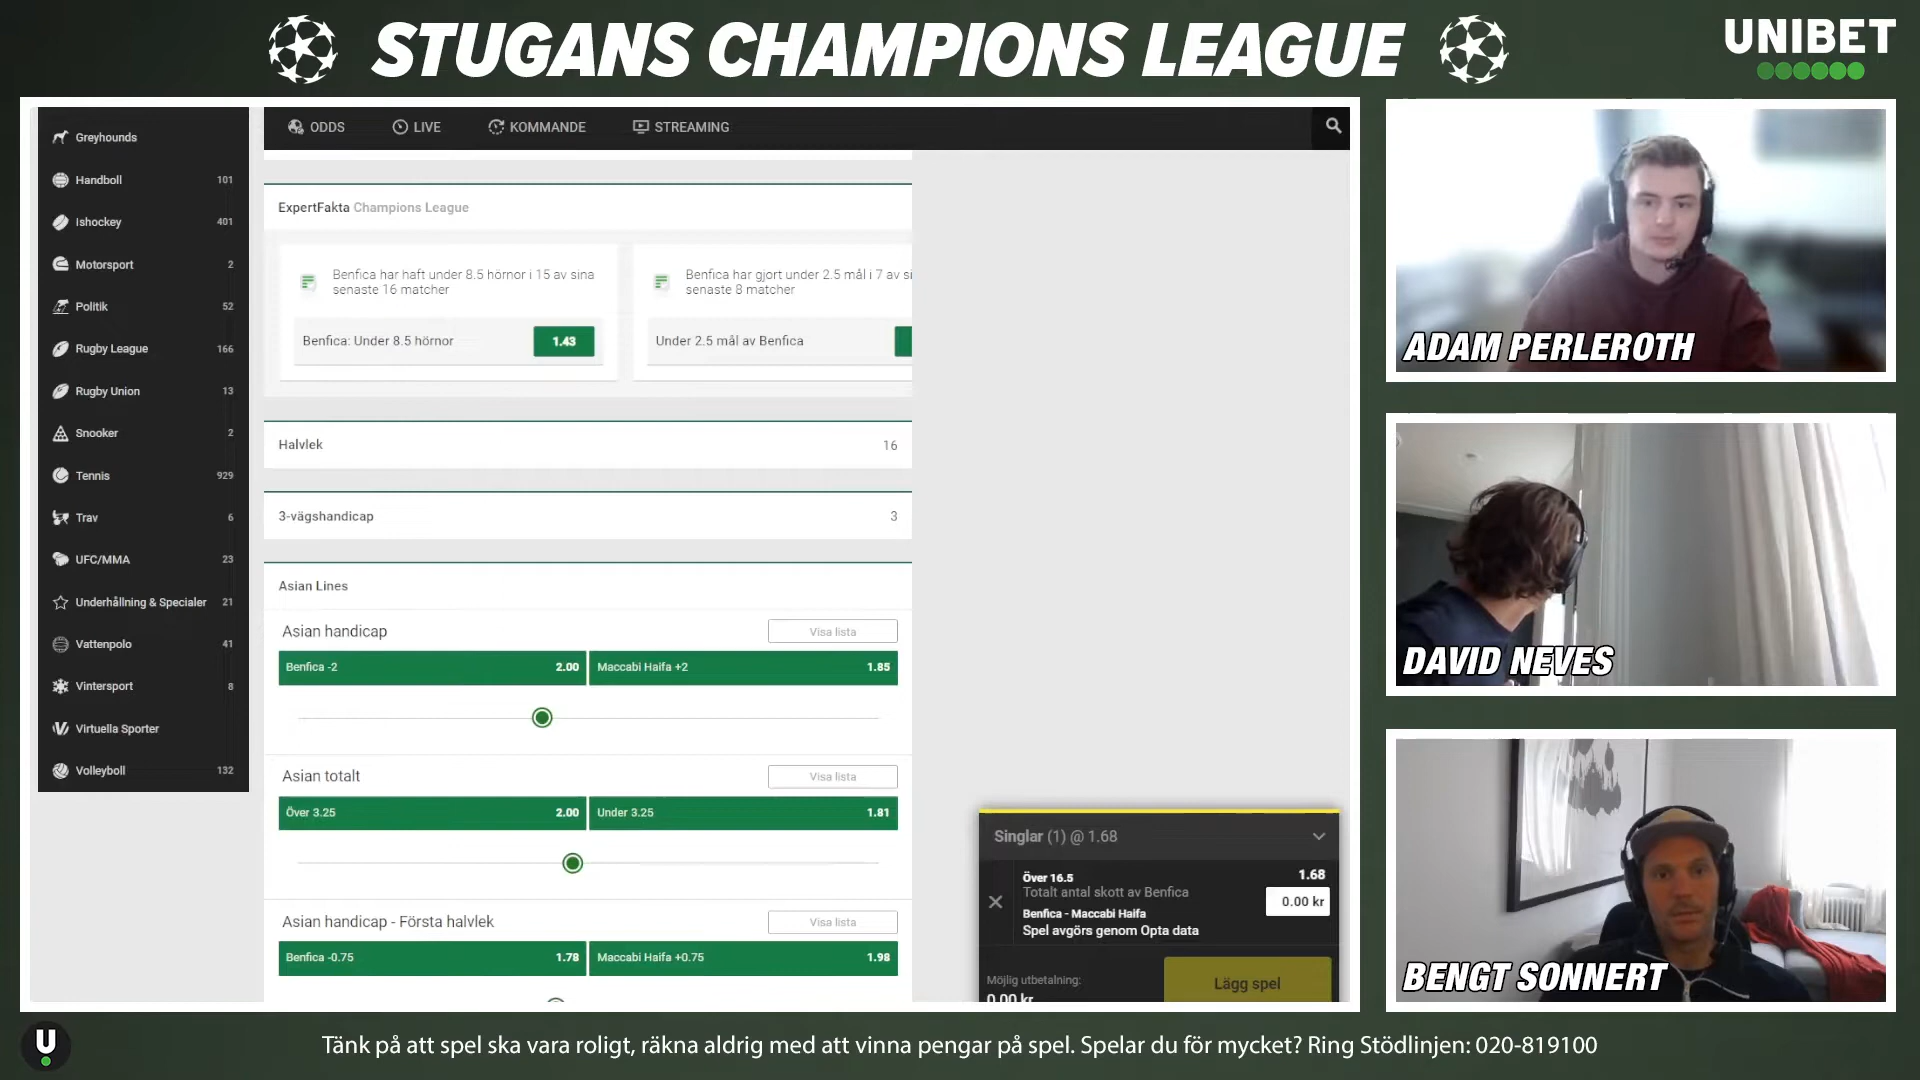 STUGANS CHAMPIONS LEAGUE
UNIBET
Greyhounds
Handboll 101
Ishockey 401
Motorsport 2
Politik 52
Rugby League 166
Rugby Union 13
Snooker 2
Tennis 929
Trav 6
UFC/MMA 23
Underhållning & Specialer 21
Vattenpolo 41
Vintersport 8
Virtuella Sporter
Volleyboll 132
ODDS LIVE KOMMANDE STREAMING
ExpertFakta Champions League
Benfica har haft under 8.5 hörnor i 15 av sina
senaste 16 matcher
Benfica: Under 8.5 hörnor 1.43
Benfica har gjort under 2.5 mål i 7 av si
senaste 8 matcher
Under 2.5 mål av Benfica
Halvlek 16
3-vägshandicap 3
Asian Lines
Asian handicap Visa lista
Benfica -2 2.00 Maccabi Haifa +2 1.85
Asian totalt Visa lista
Över 3.25 2.00 Under 3.25 1.81
Asian handicap - Första halvlek Visa lista
Benfica -0.75 1.78 Maccabi Haifa +0.75 1.98
Singlar (1) @ 1.68
Över 16.5 1.68
Totalt antal skott av Benfica
0.00 kr
Benfica - Maccabi Haifa
Spel avgörs genom Opta data
Möjlig utbetalning:
0.00 kr
Lägg spel
ADAM PERLEROTH
DAVID NEVES
BENGT SONNERT
U
Tänk på att spel ska vara roligt, räkna aldrig med att vinna pengar på spel. Spelar du för mycket? Ring Stödlinjen: 020-819100